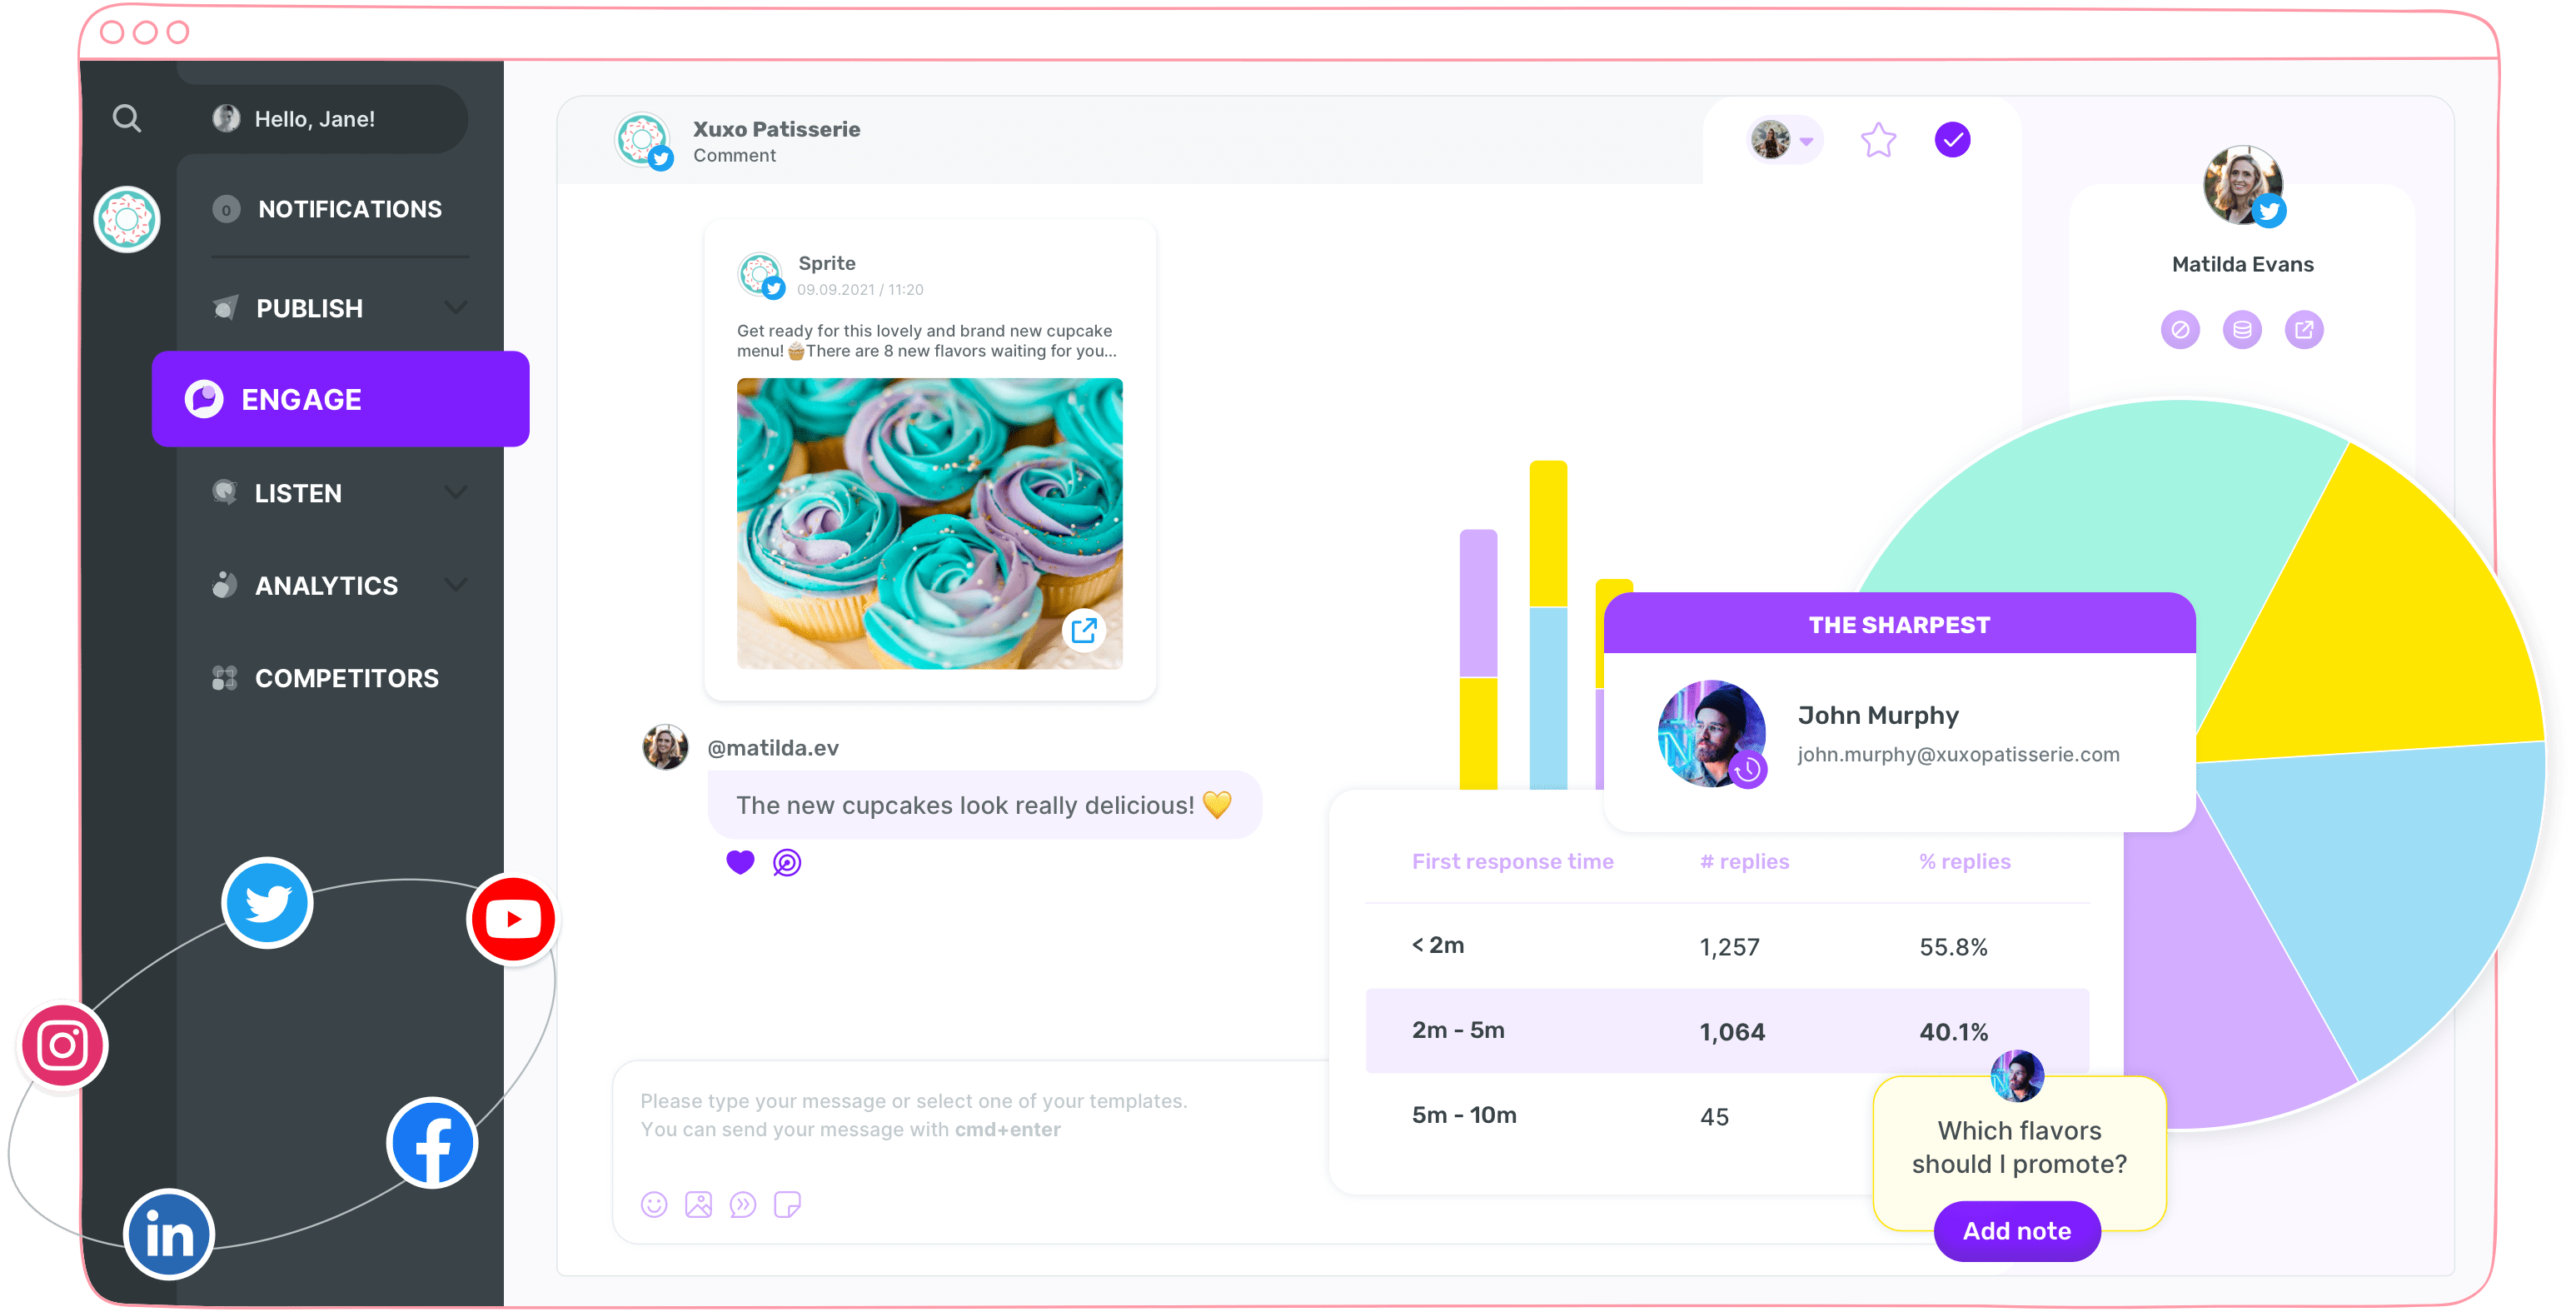 Hello, Jane!
0
NOTIFICATIONS
PUBLISH
ENGAGE
LISTEN
ANALYTICS
COMPETITORS
in
Xuxo Patisserie
Comment
Sprite
09.09.2021 / 11:20
Get ready for this lovely and brand new cupcake
menu!🧁There are 8 new flavors waiting for you...
@matilda.ev
The new cupcakes look really delicious! 💛
Please type your message or select one of your templates.
You can send your message with cmd+enter
Matilda Evans
THE SHARPEST
John Murphy
john.murphy@xuxopatisserie.com
First response time # replies % replies
< 2m 1,257 55.8%
2m - 5m 1,064 40.1%
5m - 10m 45
Which flavors
should I promote?
Add note